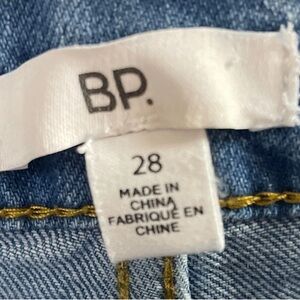 BP.
28
MADE IN
CHINA
FABRIQUÉ EN
CHINE